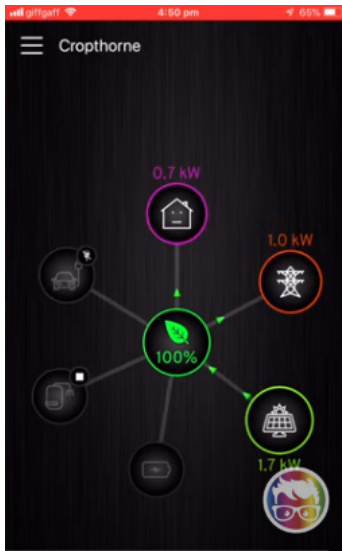 giffgaff 4:50 pm 65%
Cropthorne
0.7 kW
1.0 kW
100%
1.7 kW